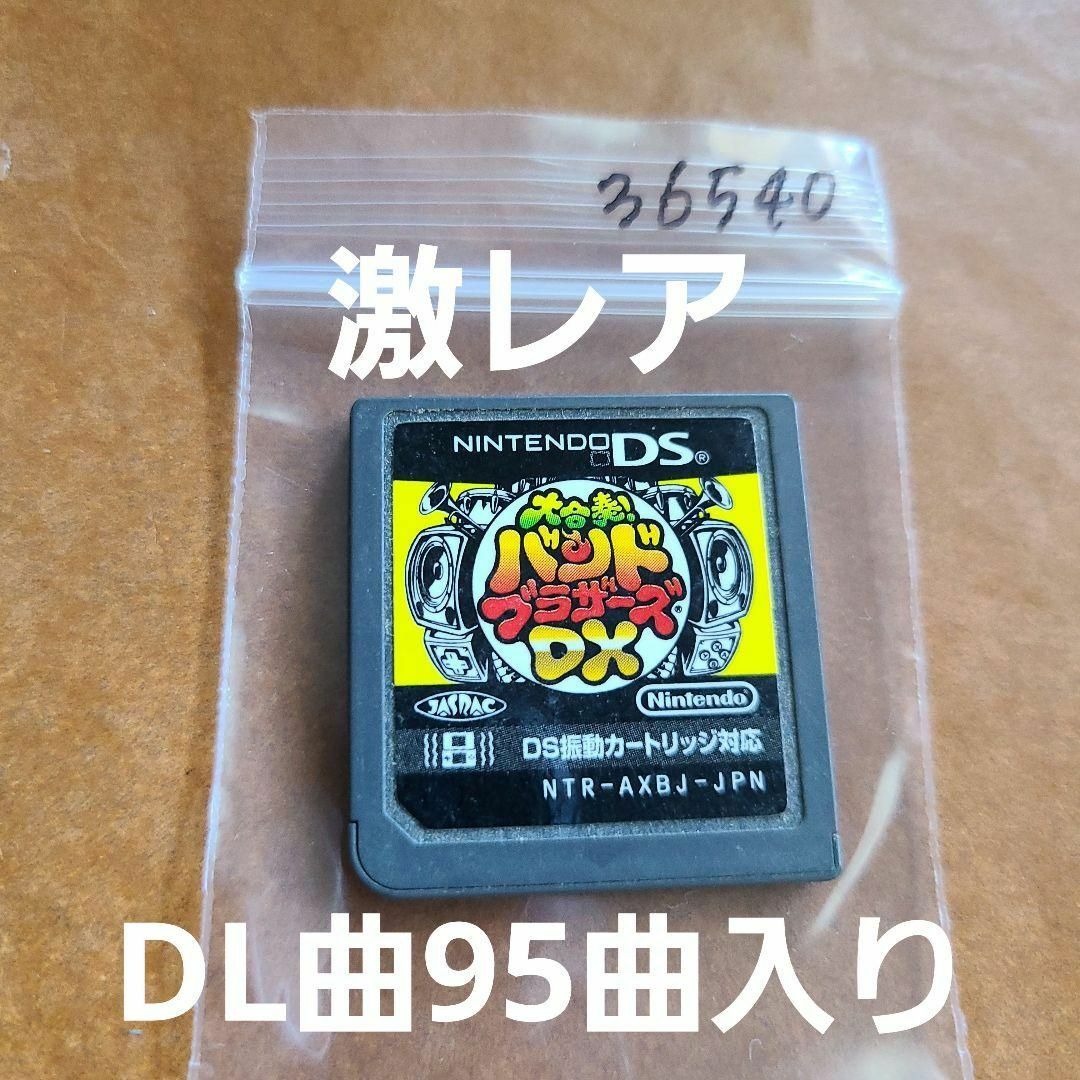 36540
激レア
NINTENDO DS®
大合奏!
バンド
ブラザーズ®
DX
JASRAC
Nintendo®
DS振動カートリッジ対応
NTR-AXBJ-JPN
DL曲95曲入り